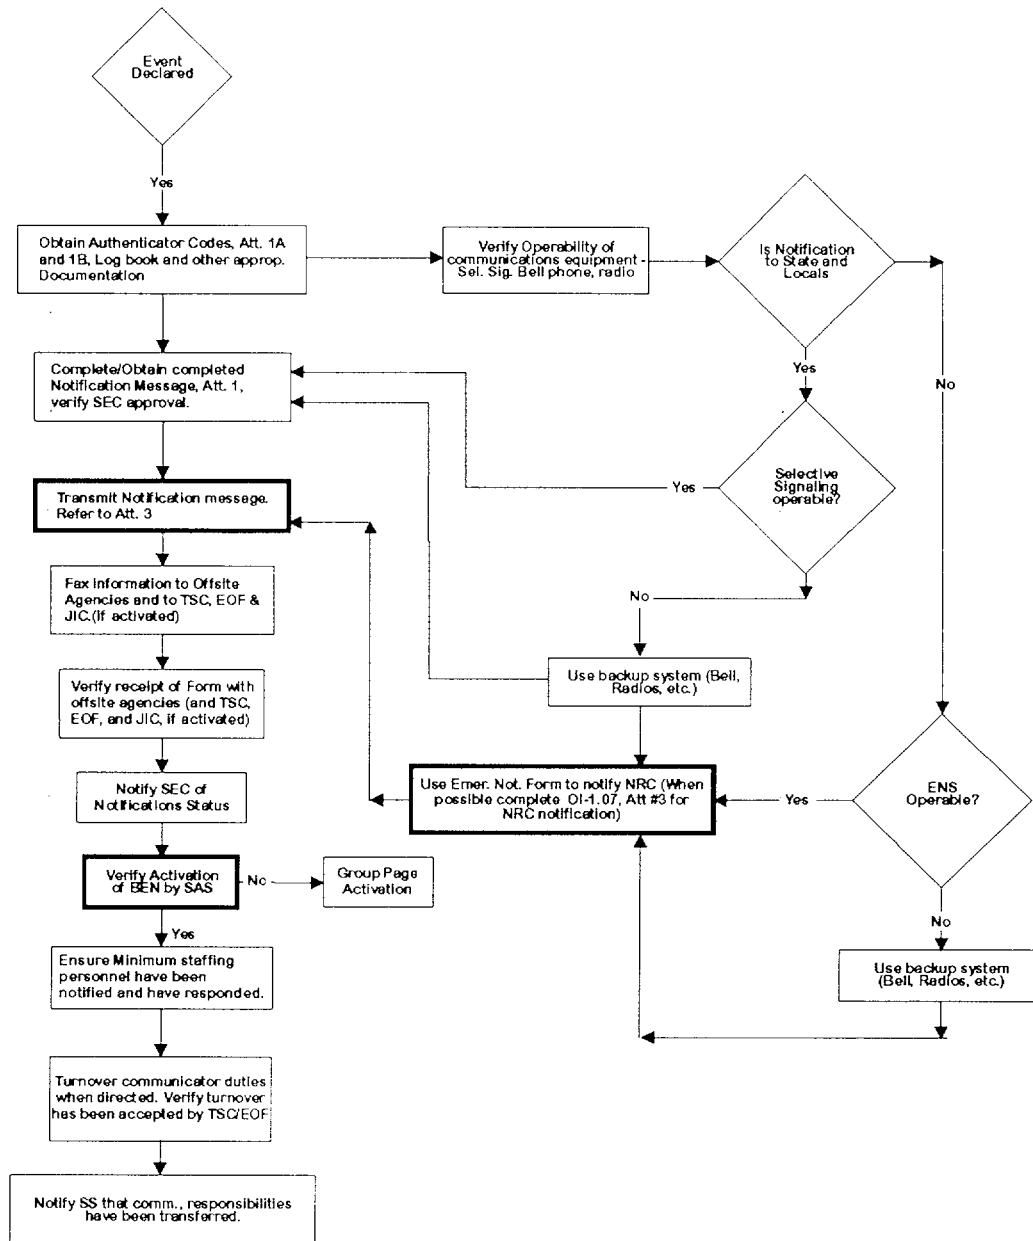 Event
Declared
Yes
Obtain Authenticator Codes, Att. 1A
and 1B, Log book and other approp.
Documentation
Verify Operability of
communications equipment -
Sel. Sig. Bell phone, radio
Is Notification
to State and
Locals
Yes
No
Complete/Obtain completed
Notification Message, Att. 1,
verify SEC approval.
Selective
Signaling
operable?
Yes
No
Transmit Notification message.
Refer to Att. 3
Fax information to Offsite
Agencies and to TSC, EOF &
JIC.(if activated)
Use backup system (Bell,
Radios, etc.)
Verify receipt of Form with
offsite agencies (and TSC,
EOF, and JIC, if activated)
Use Emer. Not. Form to notify NRC (When
possible complete OI-1.07, Att #3 for
NRC notification)
Yes
ENS
Operable?
No
Notify SEC of
Notifications Status
Verify Activation
of BEN by SAS
No
Group Page
Activation
Yes
Ensure Minimum staffing
personnel have been
notified and have responded.
Use backup system
(Bell, Radios, etc.)
Turnover communicator duties
when directed. Verify turnover
has been accepted by TSC/EOF
Notify SS that comm., responsibilities
have been transferred.